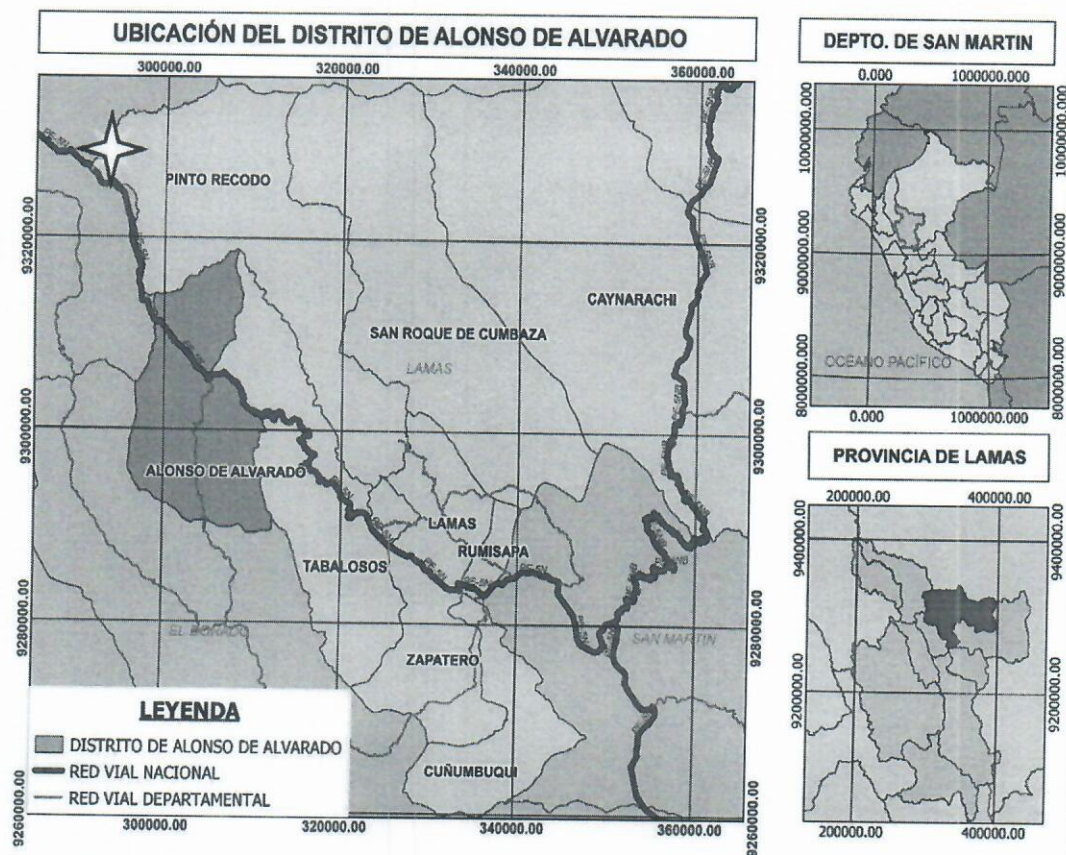 UBICACIÓN DEL DISTRITO DE ALONSO DE ALVARADO
300000.00 320000.00 340000.00 360000.00
9320000.00
9300000.00
9280000.00
9260000.00
PINTO RECODO
CAYNARACHI
SAN ROQUE DE CUMBAZA
LAMAS
ALONSO DE ALVARADO
LAMAS
RUMISAPA
TABALOSOS
EL DORADO
SAN MARTIN
ZAPATERO
CUÑUMBUQUI
9320000.00
9300000.00
9280000.00
9260000.00
LEYENDA
DISTRITO DE ALONSO DE ALVARADO
RED VIAL NACIONAL
RED VIAL DEPARTAMENTAL
300000.00 320000.00 340000.00 360000.00
DEPTO. DE SAN MARTIN
0.000 1000000.000
10000000.000
9000000.000
8000000.000
OCÉANO PACÍFICO
10000000.000
9000000.000
8000000.000
0.000 1000000.000
PROVINCIA DE LAMAS
200000.00 400000.00
9400000.00
9200000.00
9400000.00
9200000.00
200000.00 400000.00